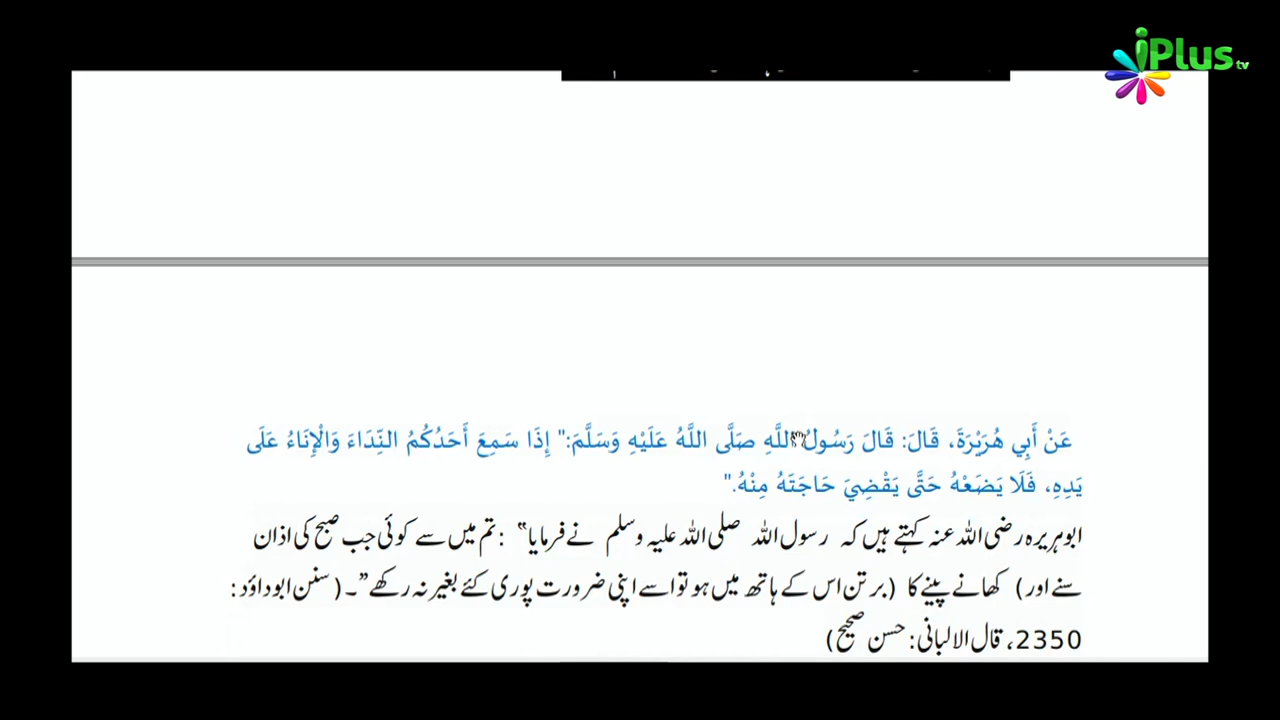 iPlus tv
عَنْ أَبِي هُرَيْرَةَ، قَالَ: قَالَ رَسُولُ اللَّهِ صَلَّى اللَّهُ عَلَيْهِ وَسَلَّمَ:" إِذَا سَمِعَ أَحَدُكُمُ النِّدَاءَ وَالْإِنَاءُ عَلَى
يَدِهِ، فَلَا يَضَعْهُ حَتَّى يَقْضِيَ حَاجَتَهُ مِنْهُ."
ابوہریرہ رضی اللہ عنہ کہتے ہیں کہ رسول اللہ صلی اللہ علیہ وسلم نے فرمایا ”: تم میں سے کوئی جب صبح کی اذان
سنے اور) کھانے پینے کا (برتن اس کے ہاتھ میں ہو تو اسے اپنی ضرورت پوری کئے بغیر نہ رکھے“۔(سنن ابوداؤد:
2350، قال الالبانی: حسن صحیح)